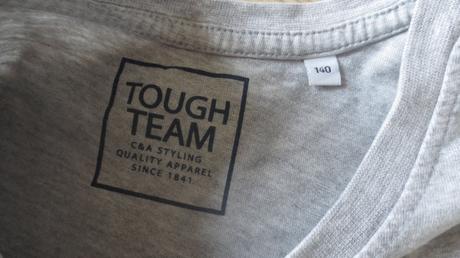 TOUGH
TEAM
C&A STYLING
QUALITY APPAREL
SINCE 1841
140